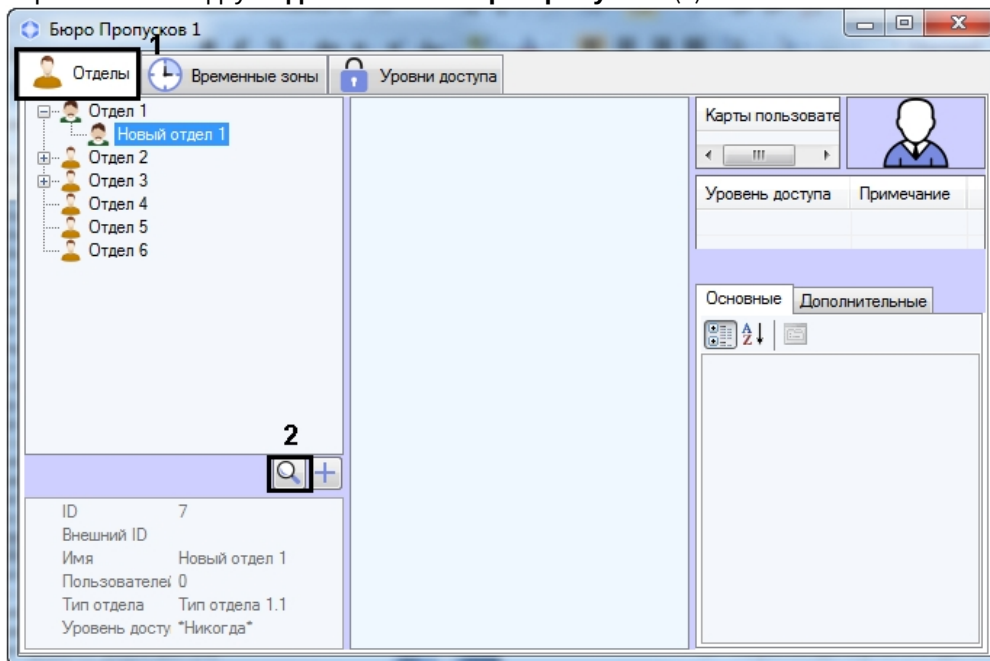 Бюро Пропусков 1
1
Отделы
Временные зоны
Уровни доступа
Отдел 1
Новый отдел 1
Отдел 2
Отдел 3
Отдел 4
Отдел 5
Отдел 6
2
ID 7
Внешний ID
Имя Новый отдел 1
Пользователей 0
Тип отдела Тип отдела 1.1
Уровень досту *Никогда*
Карты пользовате
Уровень доступа Примечание
Основные Дополнительные